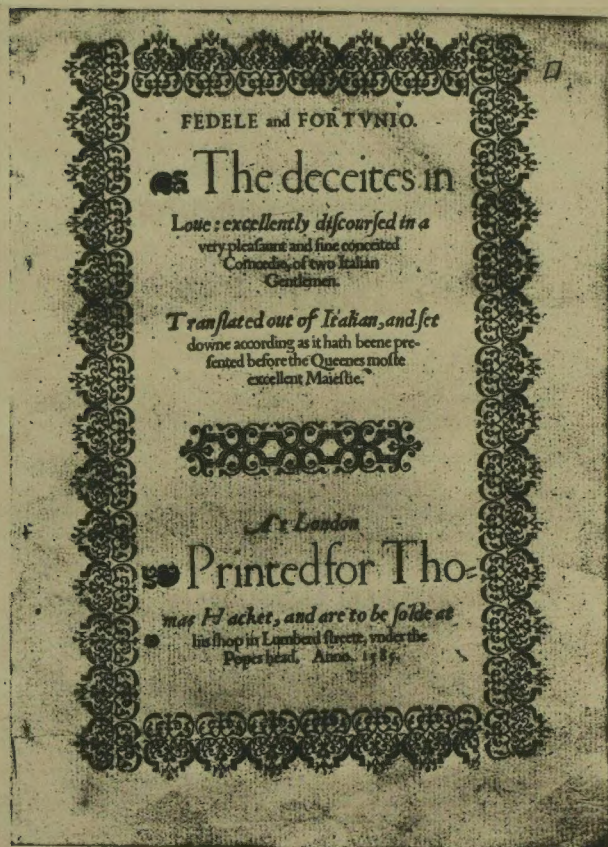 FEDELE and FORTVNIO.
The deceites in
Loue: excellently diſcourſed in a
very pleaſaunt and fine conceited
Comœdie, of two Italian
Gentlemen.
Tranſlated out of Italian, and ſet
downe according as it hath beene pre-
ſented before the Queenes moſte
excellent Maieſtie.
At London
Printed for Tho-
mas Hacket, and are to be ſolde at
his ſhop in Lumberd ſtreete, vnder the
Popes head. Anno. 1585.